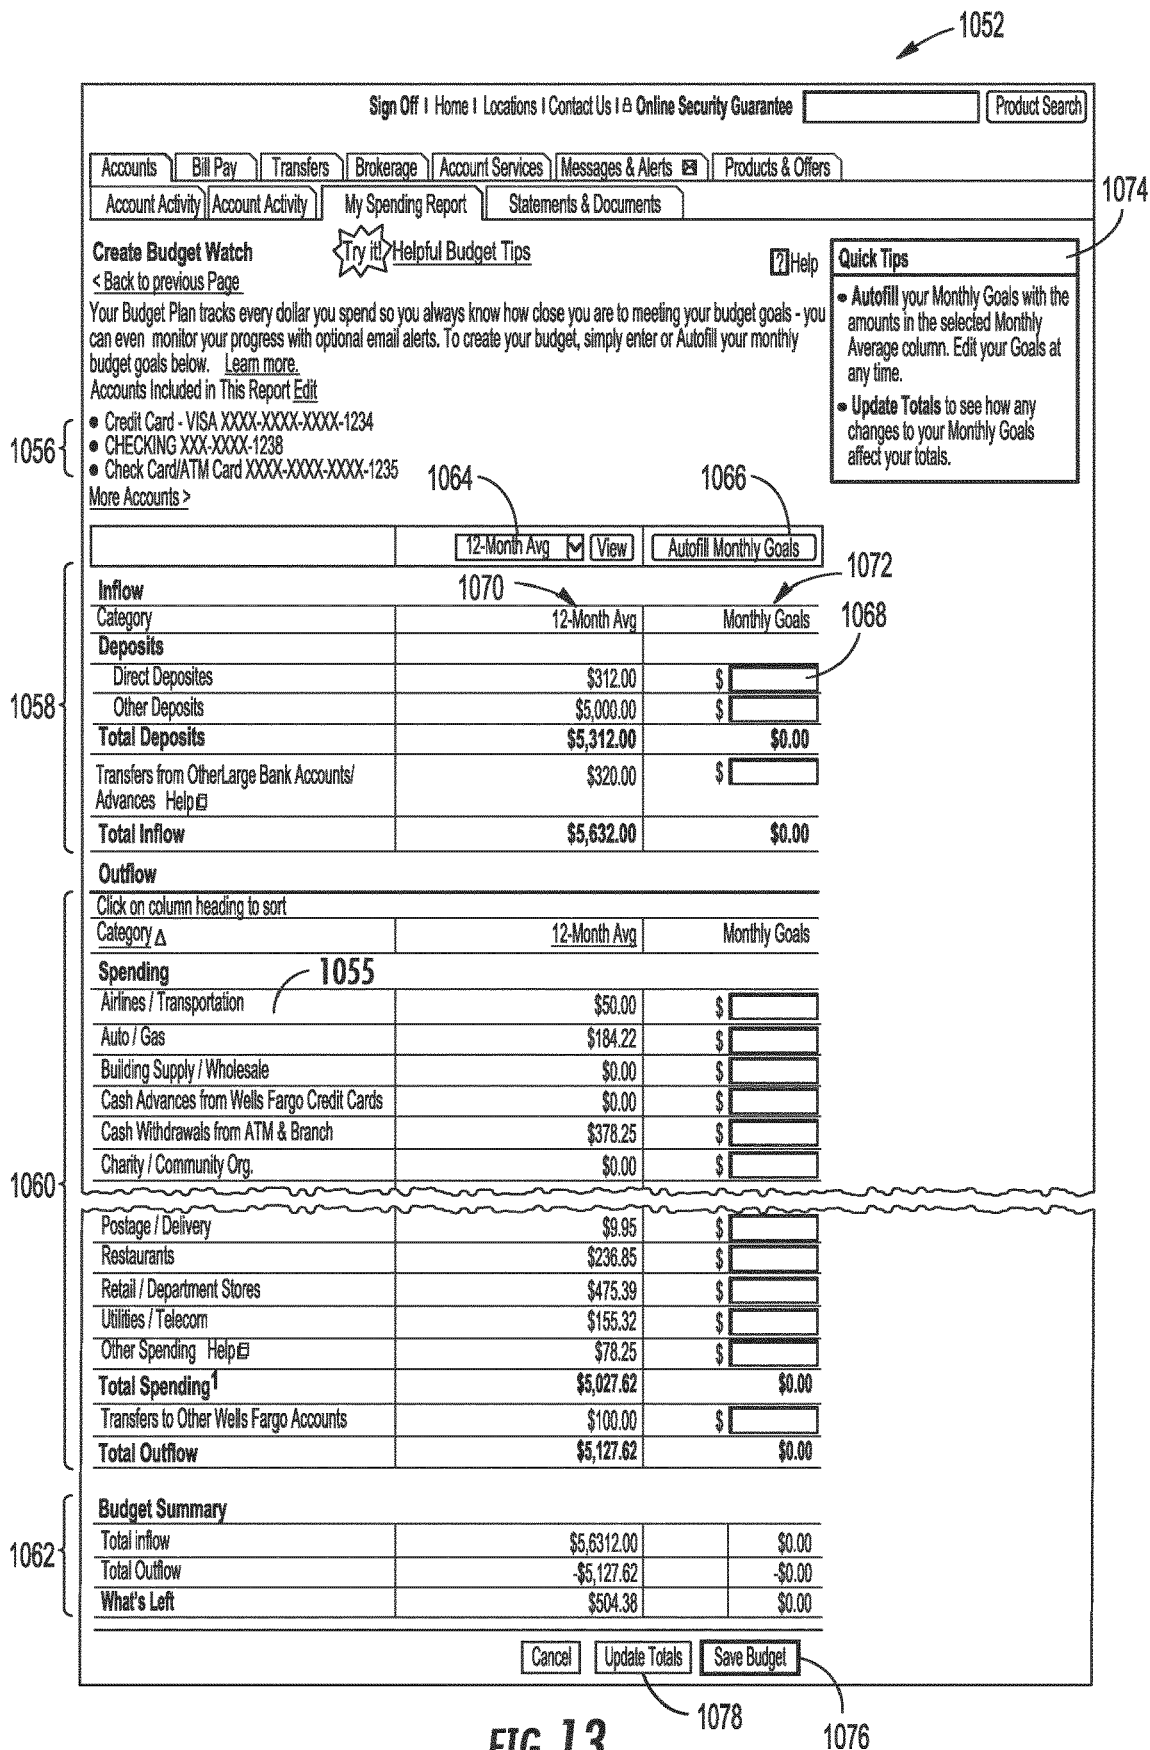 1052
Sign Off I Home I Locations I Contact Us I Online Security Guarantee Product Search
Accounts Bill Pay Transfers Brokerage Account Services Messages & Alerts Products & Offers
Account Activity Account Activity My Spending Report Statements & Documents
1074
Create Budget Watch Try it! Helpful Budget Tips ? Help
< Back to previous Page
Your Budget Plan tracks every dollar you spend so you always know how close you are to meeting your budget goals - you
can even monitor your progress with optional email alerts. To create your budget, simply enter or Autofill your monthly
budget goals below. Learn more.
Accounts Included in This Report Edit
Quick Tips
• Autofill your Monthly Goals with the
amounts in the selected Monthly
Average column. Edit your Goals at
any time.
• Update Totals to see how any
changes to your Monthly Goals
affect your totals.
1056
• Credit Card - VISA XXXX-XXXX-XXXX-1234
• CHECKING XXX-XXXX-1238
• Check Card/ATM Card XXXX-XXXX-XXXX-1235
More Accounts >
1064 1066
12-Month Avg View Autofill Monthly Goals
1058
Inflow 1070 1072
Category 12-Month Avg Monthly Goals 1068
Deposits
Direct Deposites $312.00 $
Other Deposits $5,000.00 $
Total Deposits $5,312.00 $0.00
Transfers from OtherLarge Bank Accounts/ $320.00 $
Advances Help
Total Inflow $5,632.00 $0.00
Outflow
Click on column heading to sort
Category Δ 12-Month Avg Monthly Goals
Spending 1055
Airlines / Transportation $50.00 $
Auto / Gas $184.22 $
Building Supply / Wholesale $0.00 $
Cash Advances from Wells Fargo Credit Cards $0.00 $
Cash Withdrawals from ATM & Branch $378.25 $
Charity / Community Org. $0.00 $
1060
Postage / Delivery $9.95 $
Restaurants $236.85 $
Retail / Department Stores $475.39 $
Utilities / Telecom $155.32 $
Other Spending Help $78.25 $
Total Spending1 $5,027.62 $0.00
Transfers to Other Wells Fargo Accounts $100.00 $
Total Outflow $5,127.62 $0.00
1062
Budget Summary
Total inflow $5,6312.00 $0.00
Total Outflow -$5,127.62 -$0.00
What's Left $504.38 $0.00
Cancel Update Totals Save Budget
1078 1076
FIG. 13